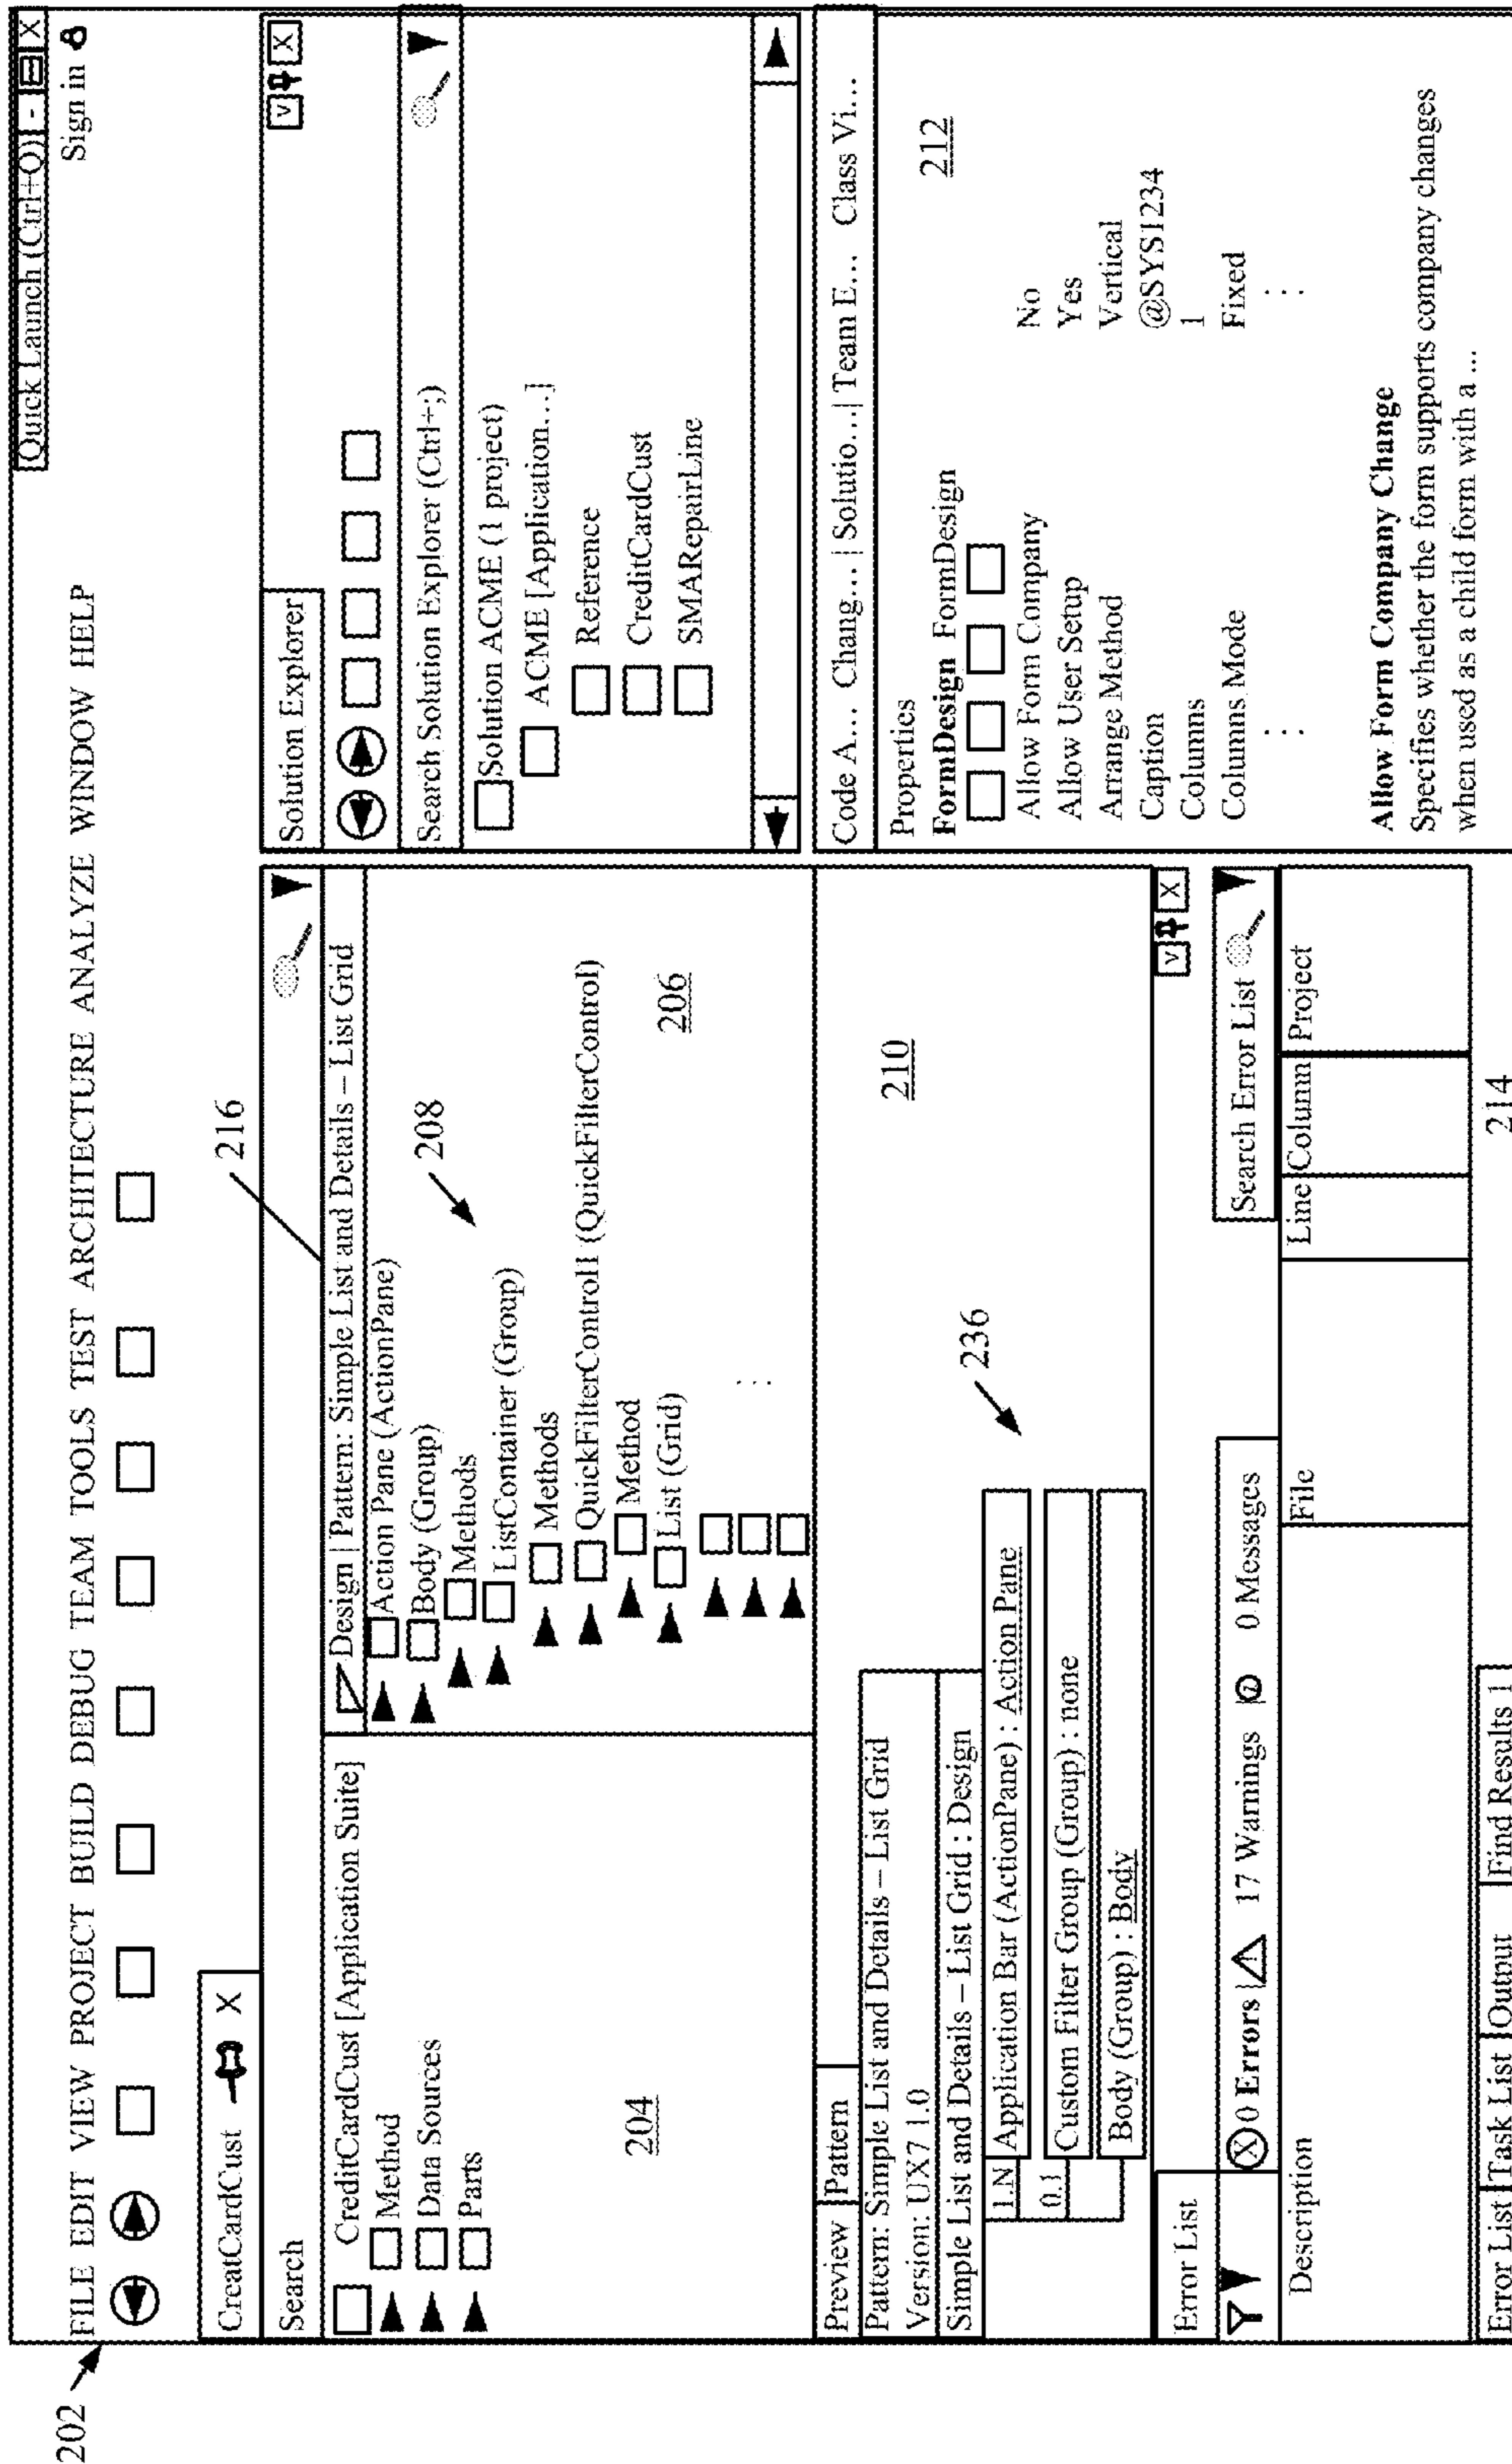 202
Quick Launch (Ctrl+Q) - X
FILE EDIT VIEW PROJECT BUILD DEBUG TEAM TOOLS TEST ARCHITECTURE ANALYZE WINDOW HELP
Sign in
CreatCardCust X
216
Search
CreditCardCust [Application Suite]
Method
Data Sources
Parts
204
Design | Pattern: Simple List and Details – List Grid
Action Pane (ActionPane)
Body (Group)
208
Methods
ListContainer (Group)
Methods
QuickFilterControl1 (QuickFilterControl)
Method
List (Grid)
206
Preview Pattern
Pattern: Simple List and Details – List Grid
Version: UX7 1.0
210
Simple List and Details – List Grid : Design
236
1.N Application Bar (ActionPane) : Action Pane
0.1 Custom Filter Group (Group) : none
Body (Group) : Body
Error List
v X
X 0 Errors 17 Warnings 0 Messages
Search Error List
Description File Line Column Project
214
Error List Task List Output Find Results 1
Solution Explorer
v X
Search Solution Explorer (Ctrl+;)
Solution ACME (1 project)
ACME [Application...]
Reference
CreditCardCust
SMARepairLine
Code A... Chang... | Solutio...| Team E... Class Vi...
Properties
212
FormDesign FormDesign
Allow Form Company No
Allow User Setup Yes
Arrange Method Vertical
Caption @SYS1234
Columns 1
Columns Mode Fixed
Allow Form Company Change
Specifies whether the form supports company changes
when used as a child form with a ...